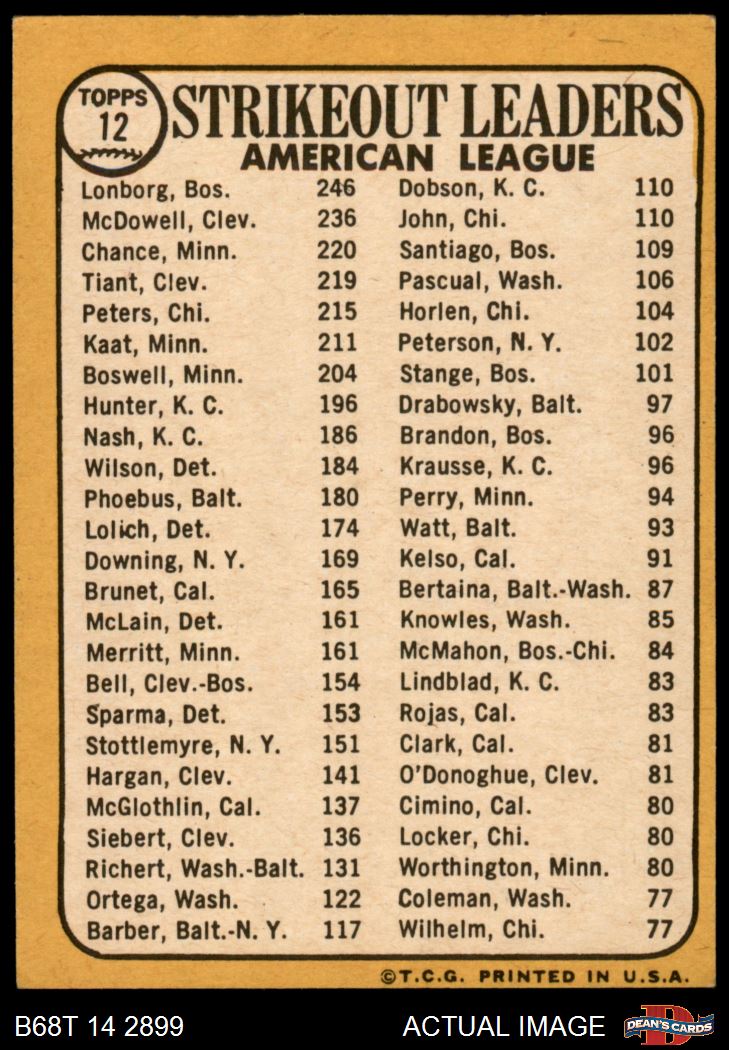 TOPPS
12
STRIKEOUT LEADERS
AMERICAN LEAGUE
Lonborg, Bos. 246
McDowell, Clev. 236
Chance, Minn. 220
Tiant, Clev. 219
Peters, Chi. 215
Kaat, Minn. 211
Boswell, Minn. 204
Hunter, K. C. 196
Nash, K. C. 186
Wilson, Det. 184
Phoebus, Balt. 180
Lolich, Det. 174
Downing, N. Y. 169
Brunet, Cal. 165
McLain, Det. 161
Merritt, Minn. 161
Bell, Clev.-Bos. 154
Sparma, Det. 153
Stottlemyre, N. Y. 151
Hargan, Clev. 141
McGlothlin, Cal. 137
Siebert, Clev. 136
Richert, Wash.-Balt. 131
Ortega, Wash. 122
Barber, Balt.-N. Y. 117
Dobson, K. C. 110
John, Chi. 110
Santiago, Bos. 109
Pascual, Wash. 106
Horlen, Chi. 104
Peterson, N. Y. 102
Stange, Bos. 101
Drabowsky, Balt. 97
Brandon, Bos. 96
Krausse, K. C. 96
Perry, Minn. 94
Watt, Balt. 93
Kelso, Cal. 91
Bertaina, Balt.-Wash. 87
Knowles, Wash. 85
McMahon, Bos.-Chi. 84
Lindblad, K. C. 83
Rojas, Cal. 83
Clark, Cal. 81
O'Donoghue, Clev. 81
Cimino, Cal. 80
Locker, Chi. 80
Worthington, Minn. 80
Coleman, Wash. 77
Wilhelm, Chi. 77
©T.C.G. PRINTED IN U.S.A.
B68T 14 2899 ACTUAL IMAGE
D
DEAN'S CARDS